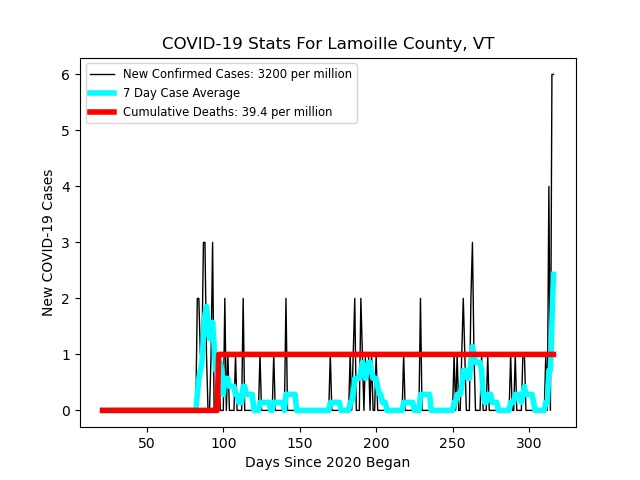 COVID-19 Stats For Lamoille County, VT
New Confirmed Cases: 3200 per million
7 Day Case Average
Cumulative Deaths: 39.4 per million
New COVID-19 Cases
6
5
4
3
2
1
0
50 100 150 200 250 300
Days Since 2020 Began